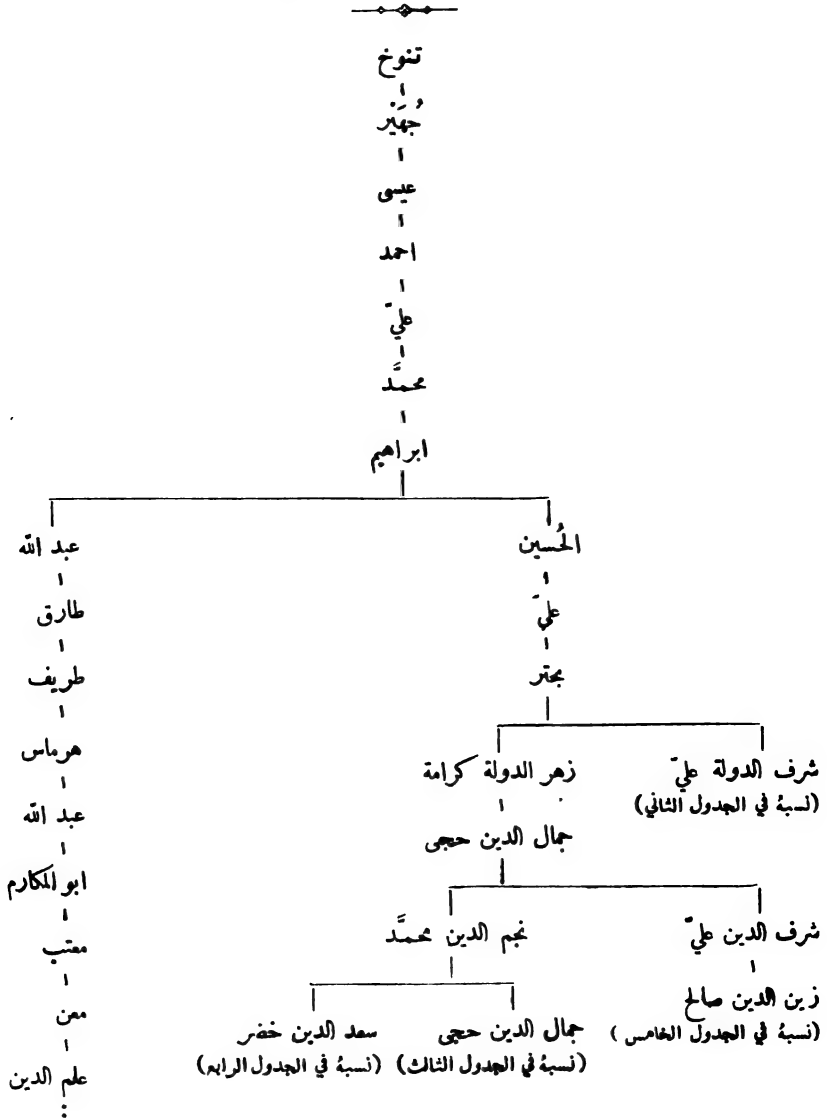 تنوخ
جُهَيْر
عيسى
احمد
عليّ
محمَّد
ابراهيم
الحُسين
عبد الله
عليّ
طارق
بحتر
طريف
شرف الدولة عليّ
زهر الدولة كرامة
هرماس
(نسبهُ في الجدول الثاني)
جمال الدين حجى
عبد الله
ابو المكارم
شرف الدين عليّ
نجم الدين محمَّد
معتب
زين الدين صالح
معن
(نسبهُ في الجدول الخامس)
جمال الدين حجى
سعد الدين خضر
(نسبهُ في الجدول الثالث)
(نسبهُ في الجدول الرابع)
علم الدين